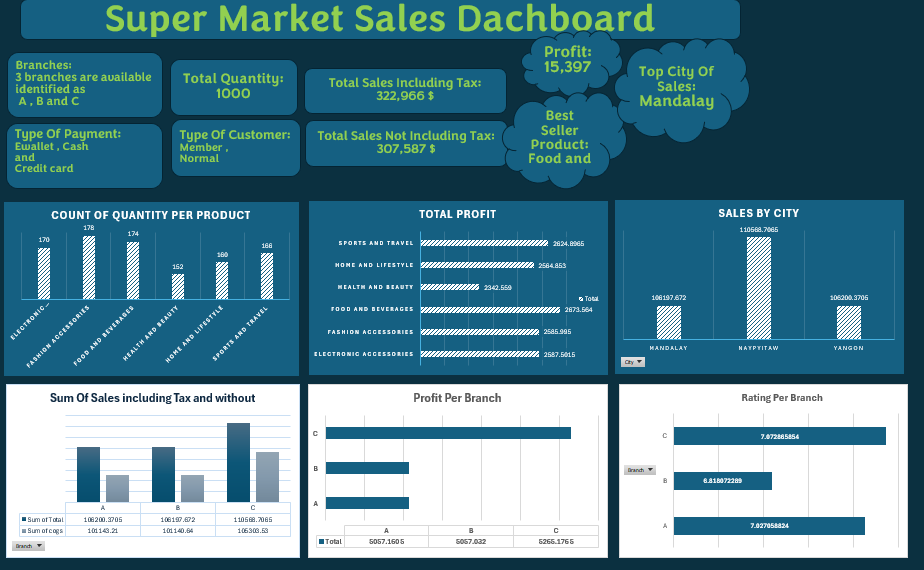 Super Market Sales Dachboard
Branches:
3 branches are available
identified as
A , B and C
Total Quantity:
1000
Total Sales Including Tax:
322,966 $
Profit:
15,397
Top City Of
Sales:
Mandalay
Type Of Payment:
Ewallet , Cash
and
Credit card
Type Of Customer:
Member ,
Normal
Total Sales Not Including Tax:
307,587 $
Best
Seller
Product:
Food and
COUNT OF QUANTITY PER PRODUCT
170
178
174
152
160
166
ELECTRONIC...
FASHION ACCESSORIES
FOOD AND BEVERAGES
HEALTH AND BEAUTY
HOME AND LIFESTYLE
SPORTS AND TRAVEL
TOTAL PROFIT
SPORTS AND TRAVEL 2624.8965
HOME AND LIFESTYLE 2564.853
HEALTH AND BEAUTY 2342.559
Total
FOOD AND BEVERAGES 2673.564
FASHION ACCESSORIES 2585.995
ELECTRONIC ACCESSORIES 2587.5015
SALES BY CITY
110568.7065
106197.672
106200.3705
MANDALAY NAYPYITAW YANGON
City
Sum Of Sales including Tax and without
A B C
Sum of Total 106200.3705 106197.672 110568.7065
Sum of cogs 101143.21 101140.64 105303.53
Branch
Profit Per Branch
C
B
A
A B C
Total 5057.1605 5057.032 5265.1765
Rating Per Branch
C 7.072865854
Branch
B 6.818072289
A 7.027058824